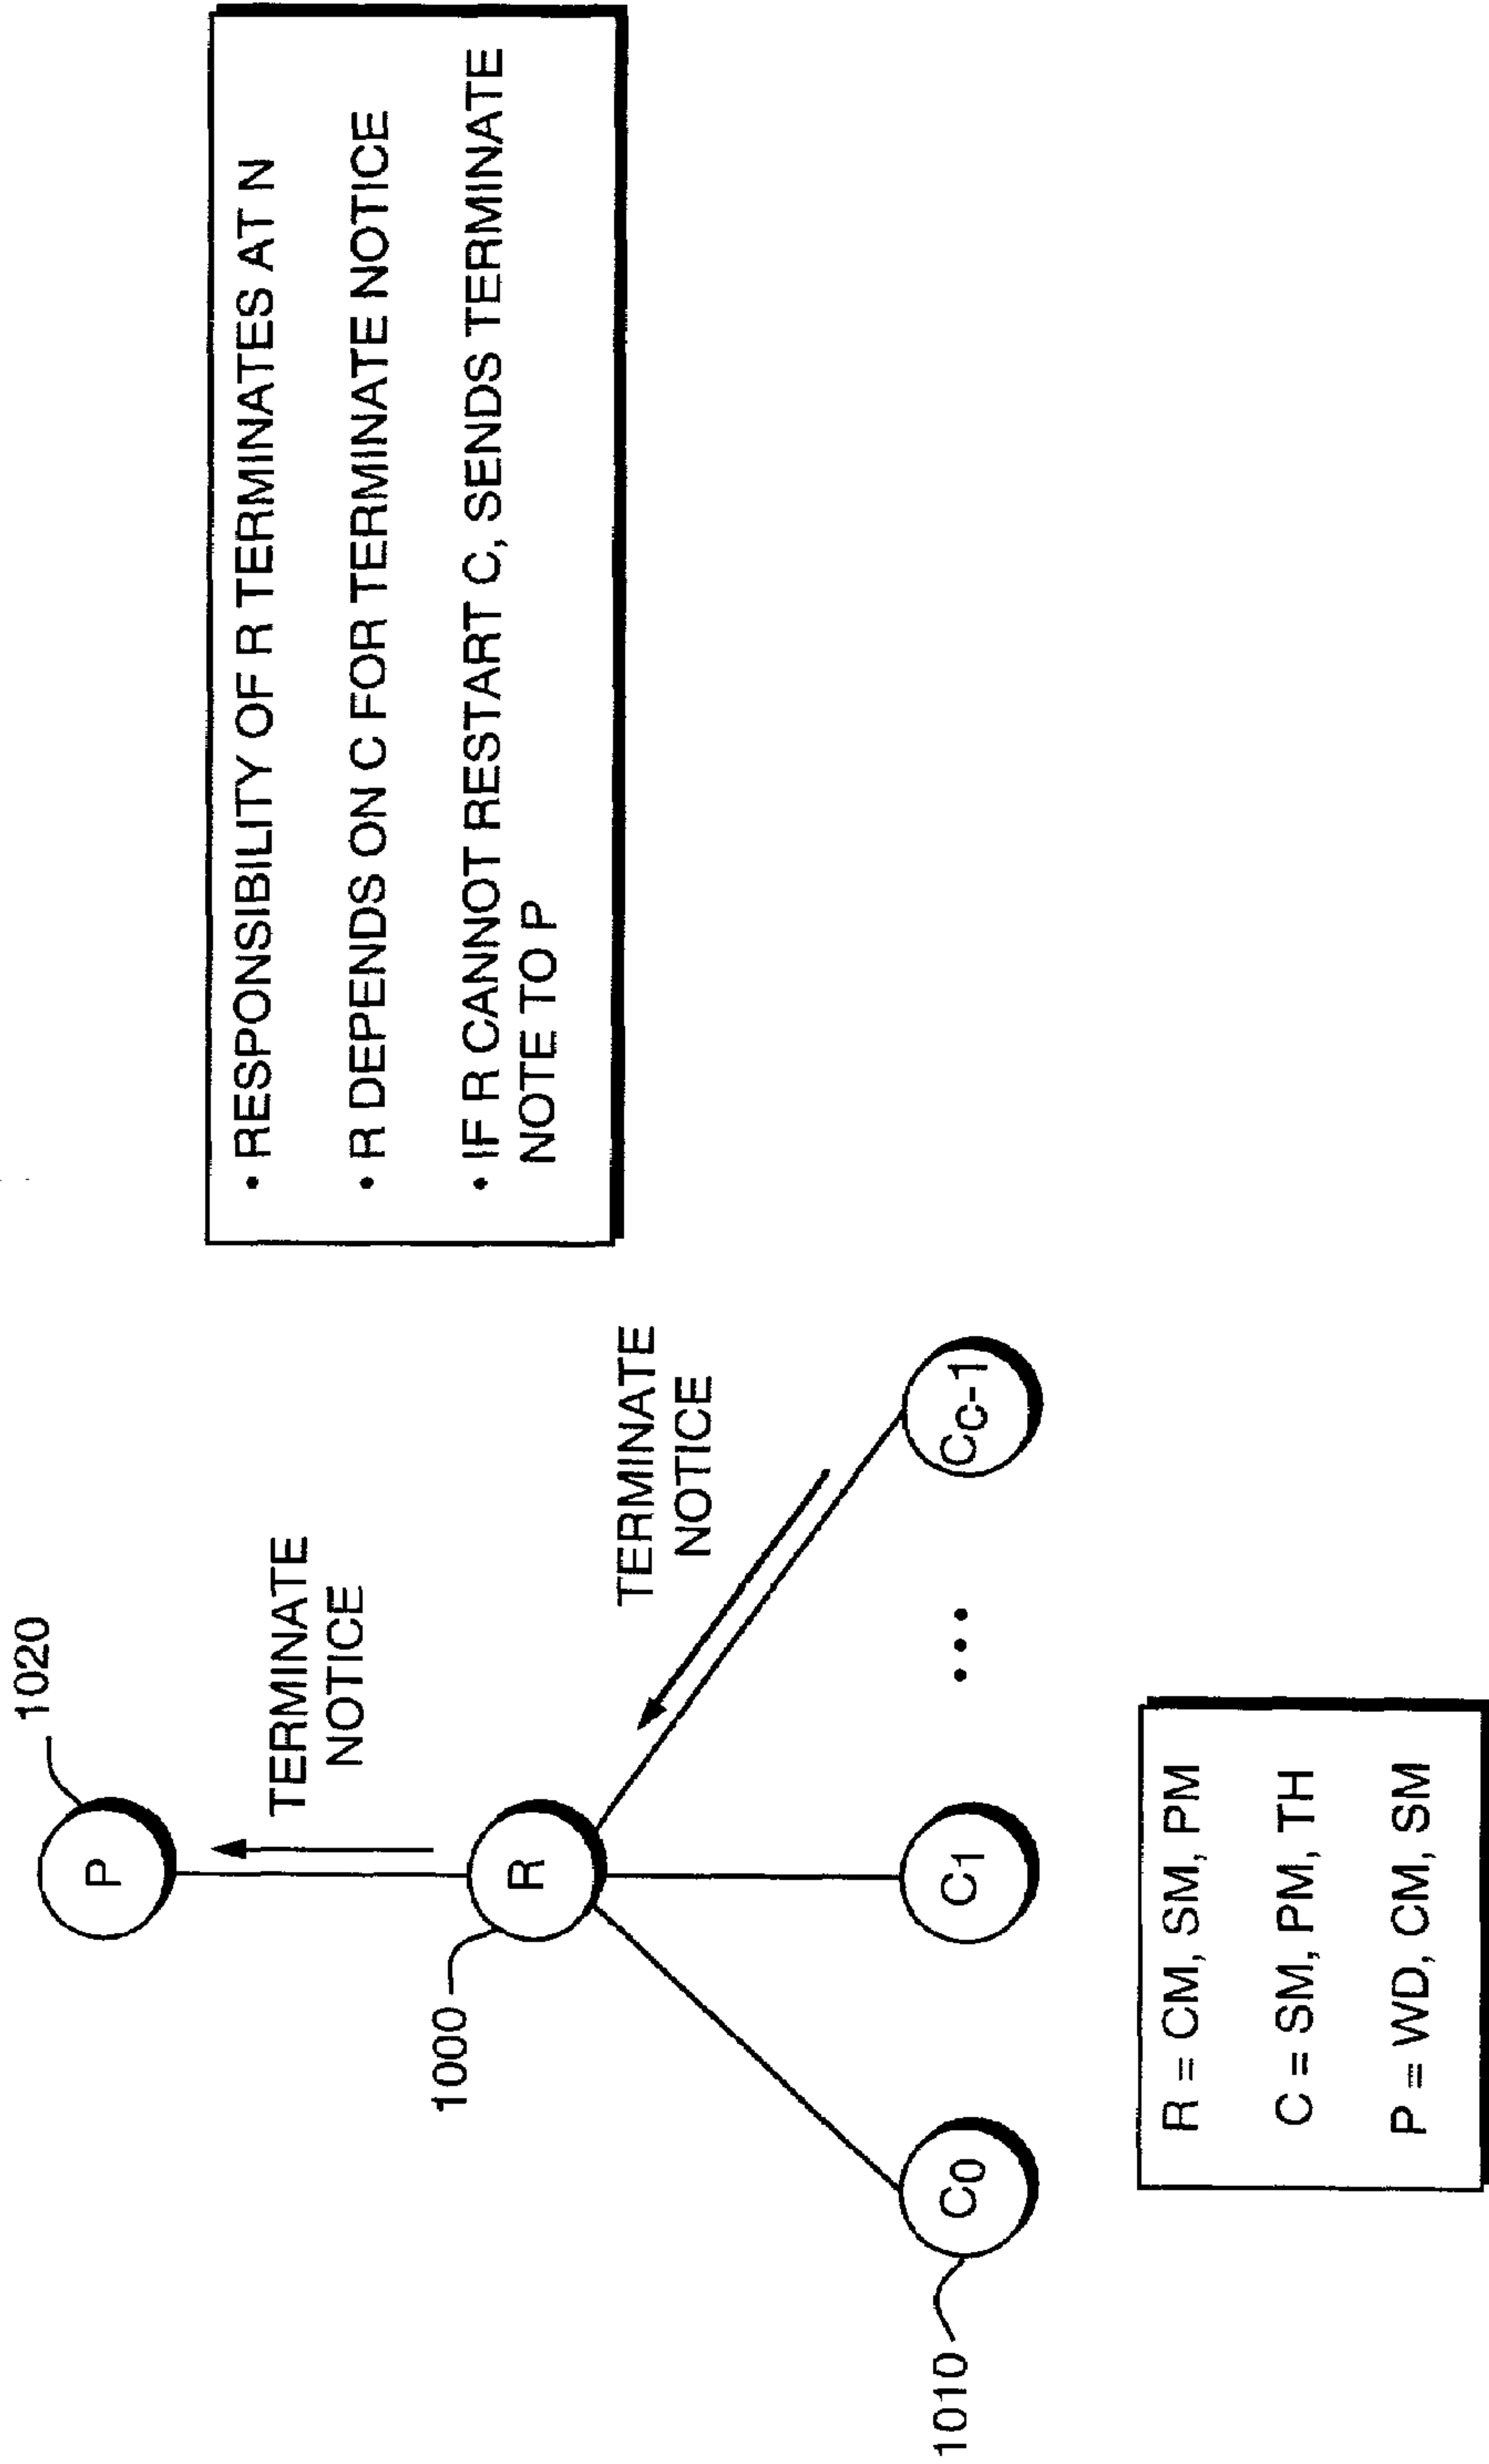 1020
P
TERMINATE
NOTICE
1000
R
TERMINATE
NOTICE
1010
C0
C1
...
Cc-1
R = CM, SM, PM
C = SM, PM, TH
P = WD, CM, SM
• RESPONSIBILITY OF R TERMINATES AT N
• R DEPENDS ON C FOR TERMINATE NOTICE
• IF R CANNOT RESTART C, SENDS TERMINATE
NOTE TO P